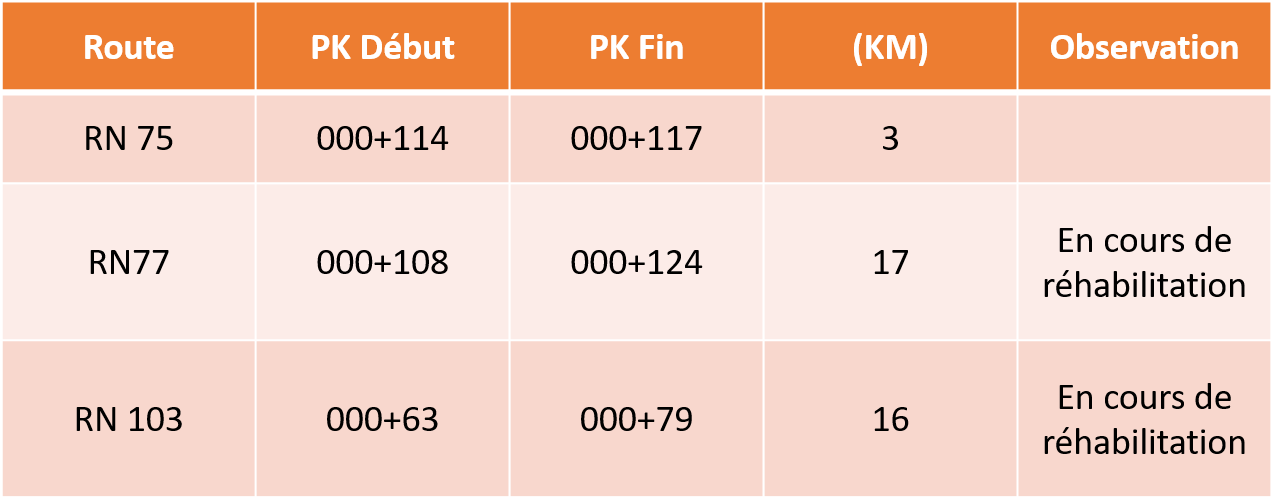 Route PK Début PK Fin (KM) Observation
RN 75 000+114 000+117 3
RN77 000+108 000+124 17 En cours de
réhabilitation
RN 103 000+63 000+79 16 En cours de
réhabilitation